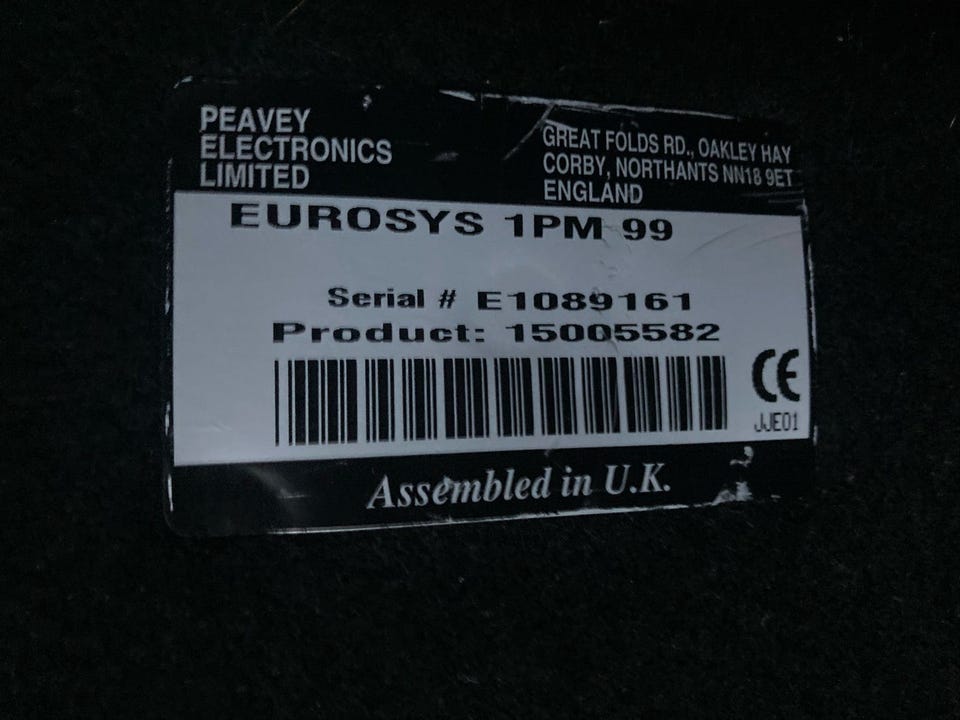 PEAVEY
ELECTRONICS
LIMITED
GREAT FOLDS RD., OAKLEY HAY
CORBY, NORTHANTS NN18 9ET
ENGLAND
EUROSYS 1PM 99
Serial # E1089161
Product: 15005582
CE
JJE01
Assembled in U.K.